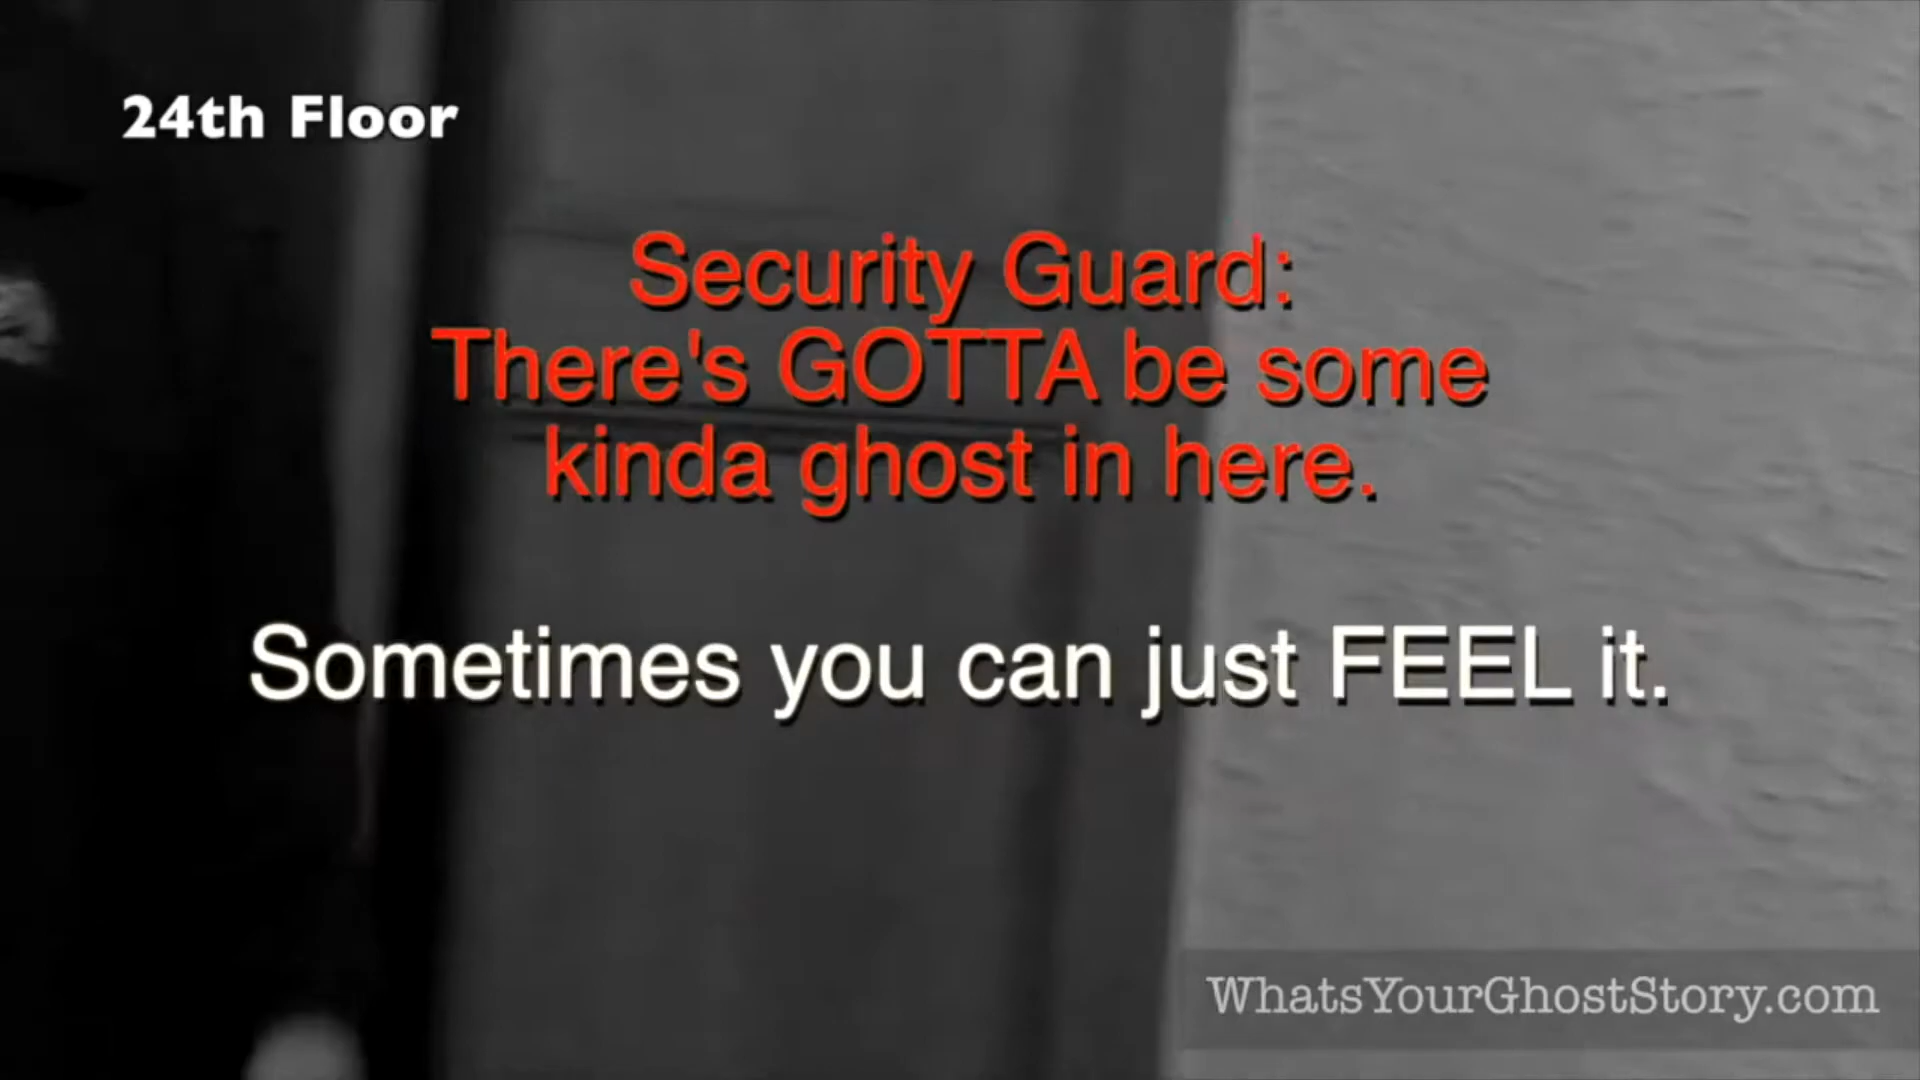 24th Floor
Security Guard:
There's GOTTA be some
kinda ghost in here.
Sometimes you can just FEEL it.
WhatsYourGhostStory.com